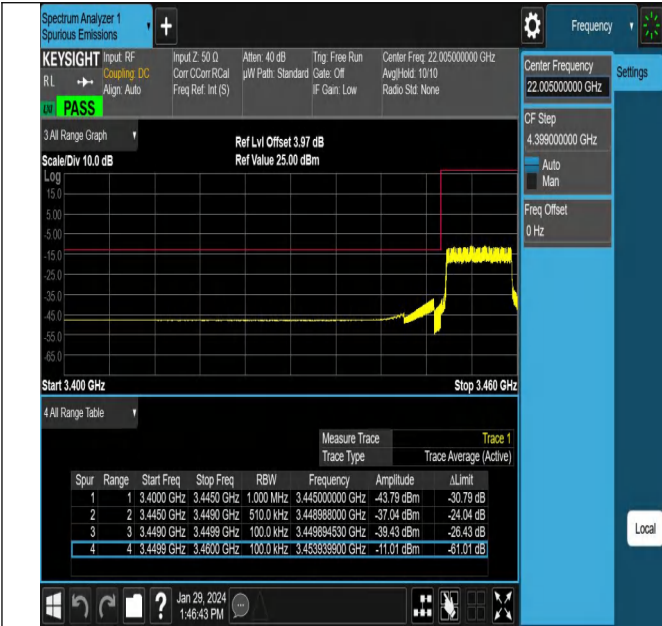 Spectrum Analyzer 1
Spurious Emissions
+
Frequency
KEYSIGHT Input: RF Input Z: 50 Ω Atten: 40 dB Trig: Free Run Center Freq: 22.005000000 GHz
RL Coupling: DC Corr CCorr RCal µW Path: Standard Gate: Off Avg|Hold: 10/10
Align: Auto Freq Ref: Int (S) IF Gain: Low Radio Std: None
LXI PASS
Center Frequency
22.005000000 GHz
Settings
CF Step
4.399000000 GHz
Auto
Man
Freq Offset
0 Hz
3 All Range Graph
Ref Lvl Offset 3.97 dB
Scale/Div 10.0 dB Ref Value 25.00 dBm
Log
15.0
5.00
-5.00
-15.0
-25.0
-35.0
-45.0
-55.0
-65.0
Start 3.400 GHz Stop 3.460 GHz
4 All Range Table
Measure Trace Trace 1
Trace Type Trace Average (Active)
Spur Range Start Freq Stop Freq RBW Frequency Amplitude ΔLimit
1 1 3.4000 GHz 3.4450 GHz 1.000 MHz 3.445000000 GHz -43.79 dBm -30.79 dB
2 2 3.4450 GHz 3.4490 GHz 510.0 kHz 3.448988000 GHz -37.04 dBm -24.04 dB
3 3 3.4490 GHz 3.4499 GHz 100.0 kHz 3.449894530 GHz -39.43 dBm -26.43 dB
4 4 3.4499 GHz 3.4600 GHz 100.0 kHz 3.453939900 GHz -11.01 dBm -61.01 dB
Local
? Jan 29, 2024
1:46:43 PM